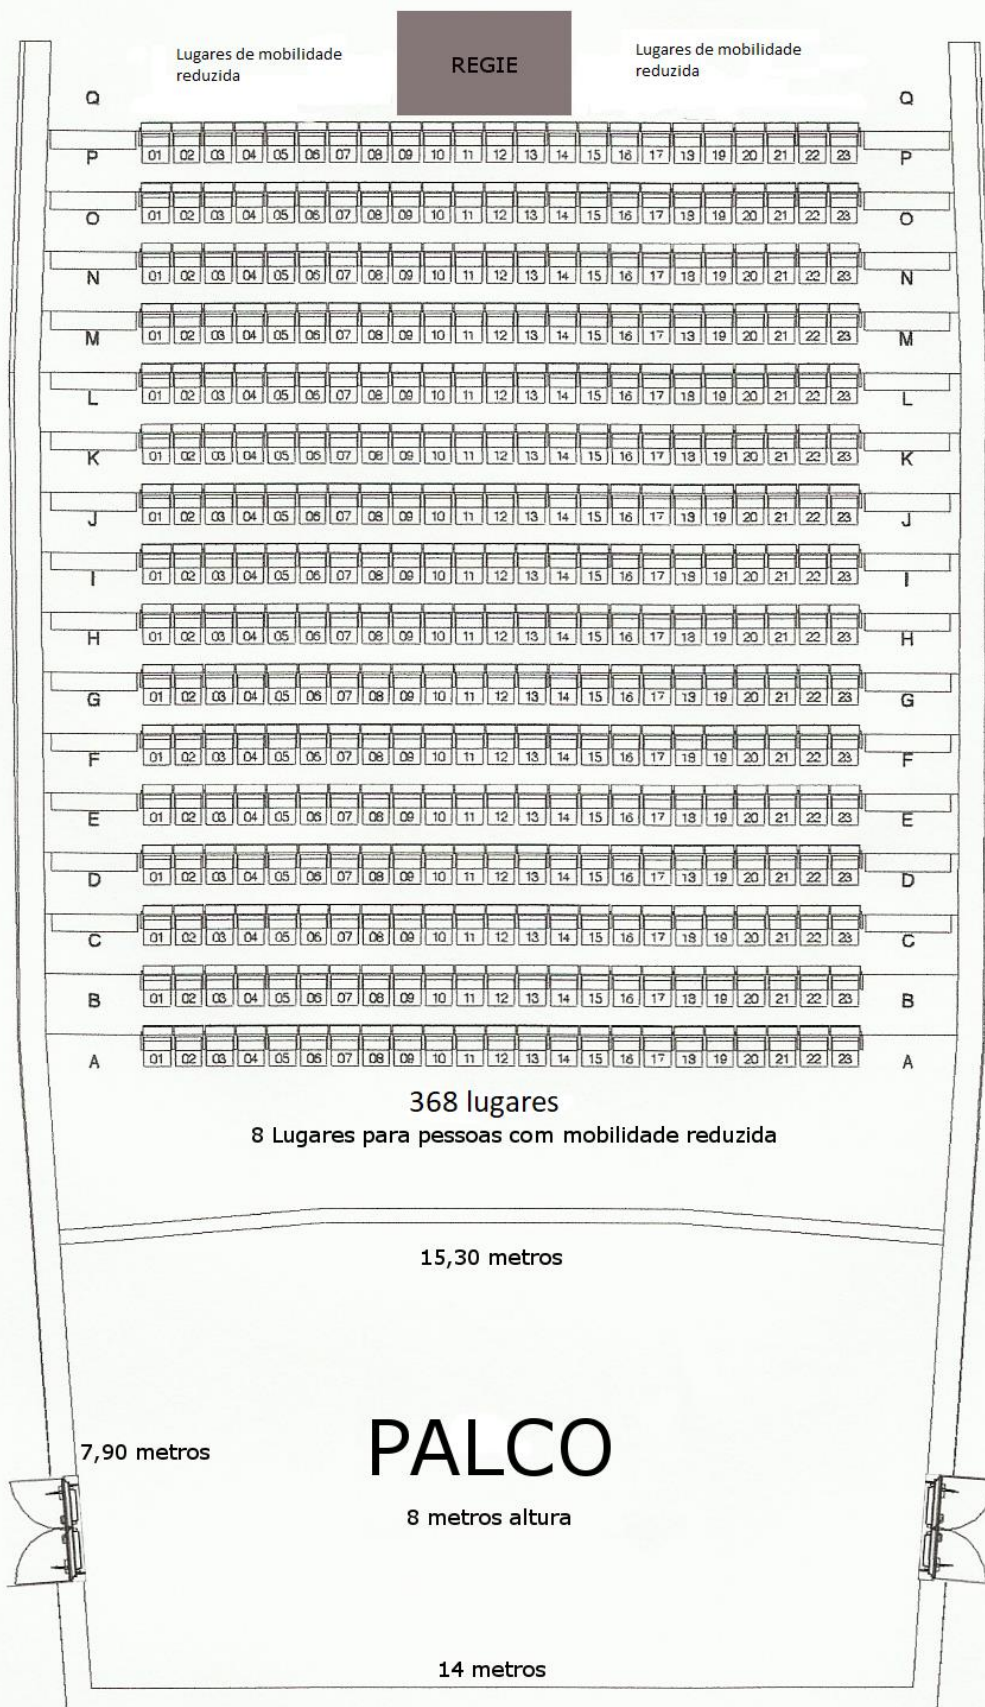 Lugares de mobilidade
reduzida
REGIE
Lugares de mobilidade
reduzida
Q Q
P 01 02 03 04 05 06 07 08 09 10 11 12 13 14 15 16 17 18 19 20 21 22 23 P
O 01 02 03 04 05 06 07 08 09 10 11 12 13 14 15 16 17 18 19 20 21 22 23 O
N 01 02 03 04 05 06 07 08 09 10 11 12 13 14 15 16 17 18 19 20 21 22 23 N
M 01 02 03 04 05 06 07 08 09 10 11 12 13 14 15 16 17 18 19 20 21 22 23 M
L 01 02 03 04 05 06 07 08 09 10 11 12 13 14 15 16 17 18 19 20 21 22 23 L
K 01 02 03 04 05 06 07 08 09 10 11 12 13 14 15 16 17 18 19 20 21 22 23 K
J 01 02 03 04 05 06 07 08 09 10 11 12 13 14 15 16 17 18 19 20 21 22 23 J
I 01 02 03 04 05 06 07 08 09 10 11 12 13 14 15 16 17 18 19 20 21 22 23 I
H 01 02 03 04 05 06 07 08 09 10 11 12 13 14 15 16 17 18 19 20 21 22 23 H
G 01 02 03 04 05 06 07 08 09 10 11 12 13 14 15 16 17 18 19 20 21 22 23 G
F 01 02 03 04 05 06 07 08 09 10 11 12 13 14 15 16 17 18 19 20 21 22 23 F
E 01 02 03 04 05 06 07 08 09 10 11 12 13 14 15 16 17 18 19 20 21 22 23 E
D 01 02 03 04 05 06 07 08 09 10 11 12 13 14 15 16 17 18 19 20 21 22 23 D
C 01 02 03 04 05 06 07 08 09 10 11 12 13 14 15 16 17 18 19 20 21 22 23 C
B 01 02 03 04 05 06 07 08 09 10 11 12 13 14 15 16 17 18 19 20 21 22 23 B
A 01 02 03 04 05 06 07 08 09 10 11 12 13 14 15 16 17 18 19 20 21 22 23 A
368 lugares
8 Lugares para pessoas com mobilidade reduzida
15,30 metros
PALCO
7,90 metros
8 metros altura
14 metros